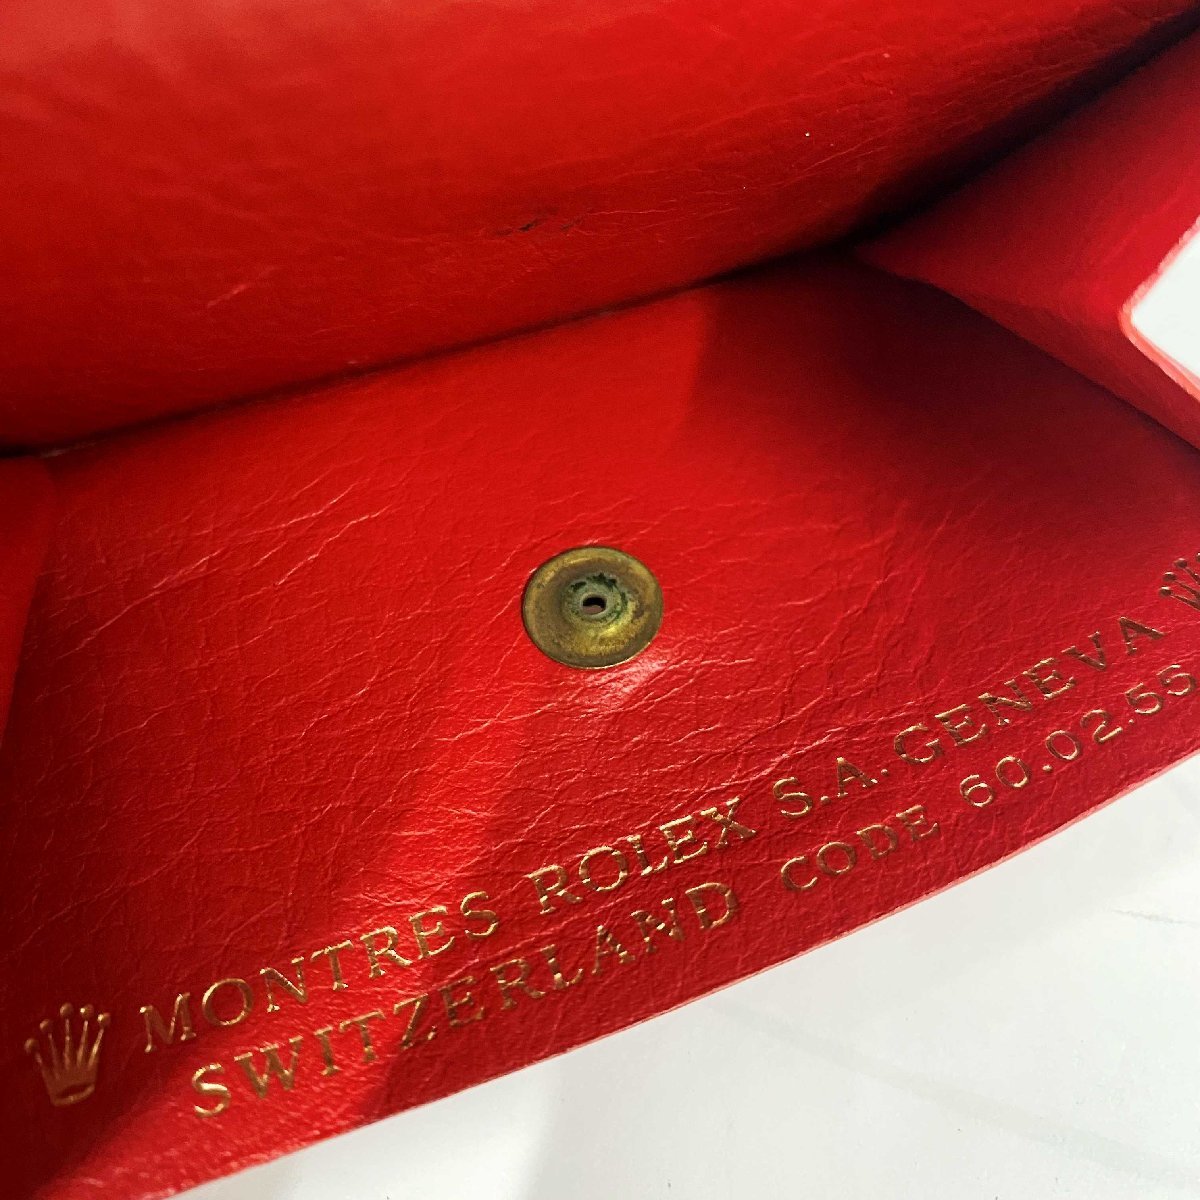 MONTRES ROLEX S.A. GENEVA
SWITZERLAND CODE 60.02.55